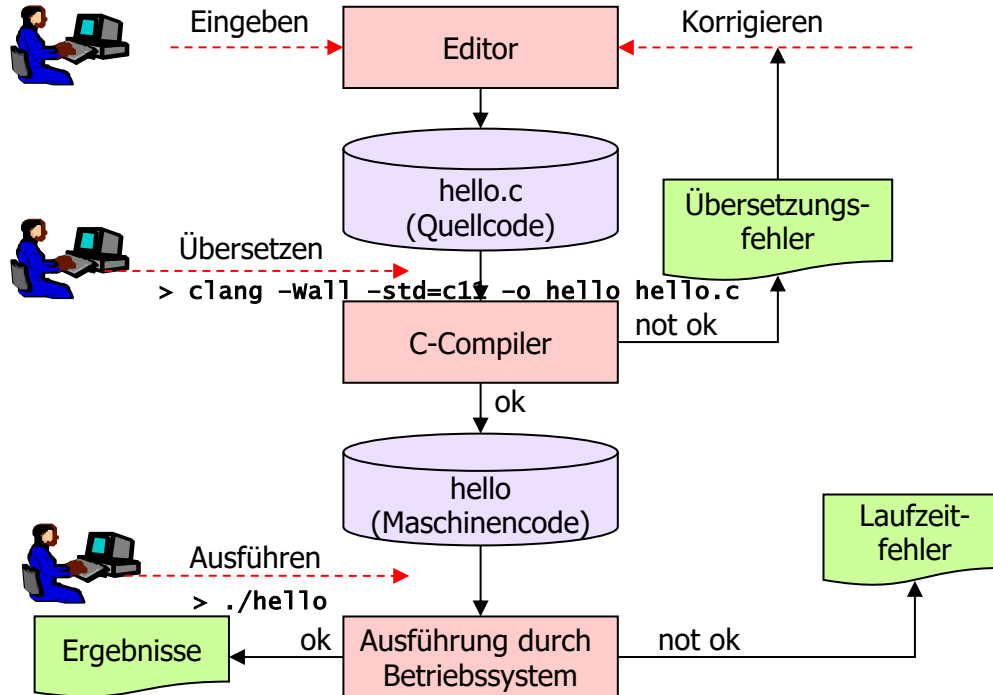 Eingeben
Editor
Korrigieren
hello.c
(Quellcode)
Übersetzungs-
fehler
Übersetzen
> clang -Wall -std=c11 -o hello hello.c
C-Compiler
not ok
ok
hello
(Maschinencode)
Laufzeit-
fehler
Ausführen
> ./hello
Ergebnisse
ok
Ausführung durch
Betriebssystem
not ok